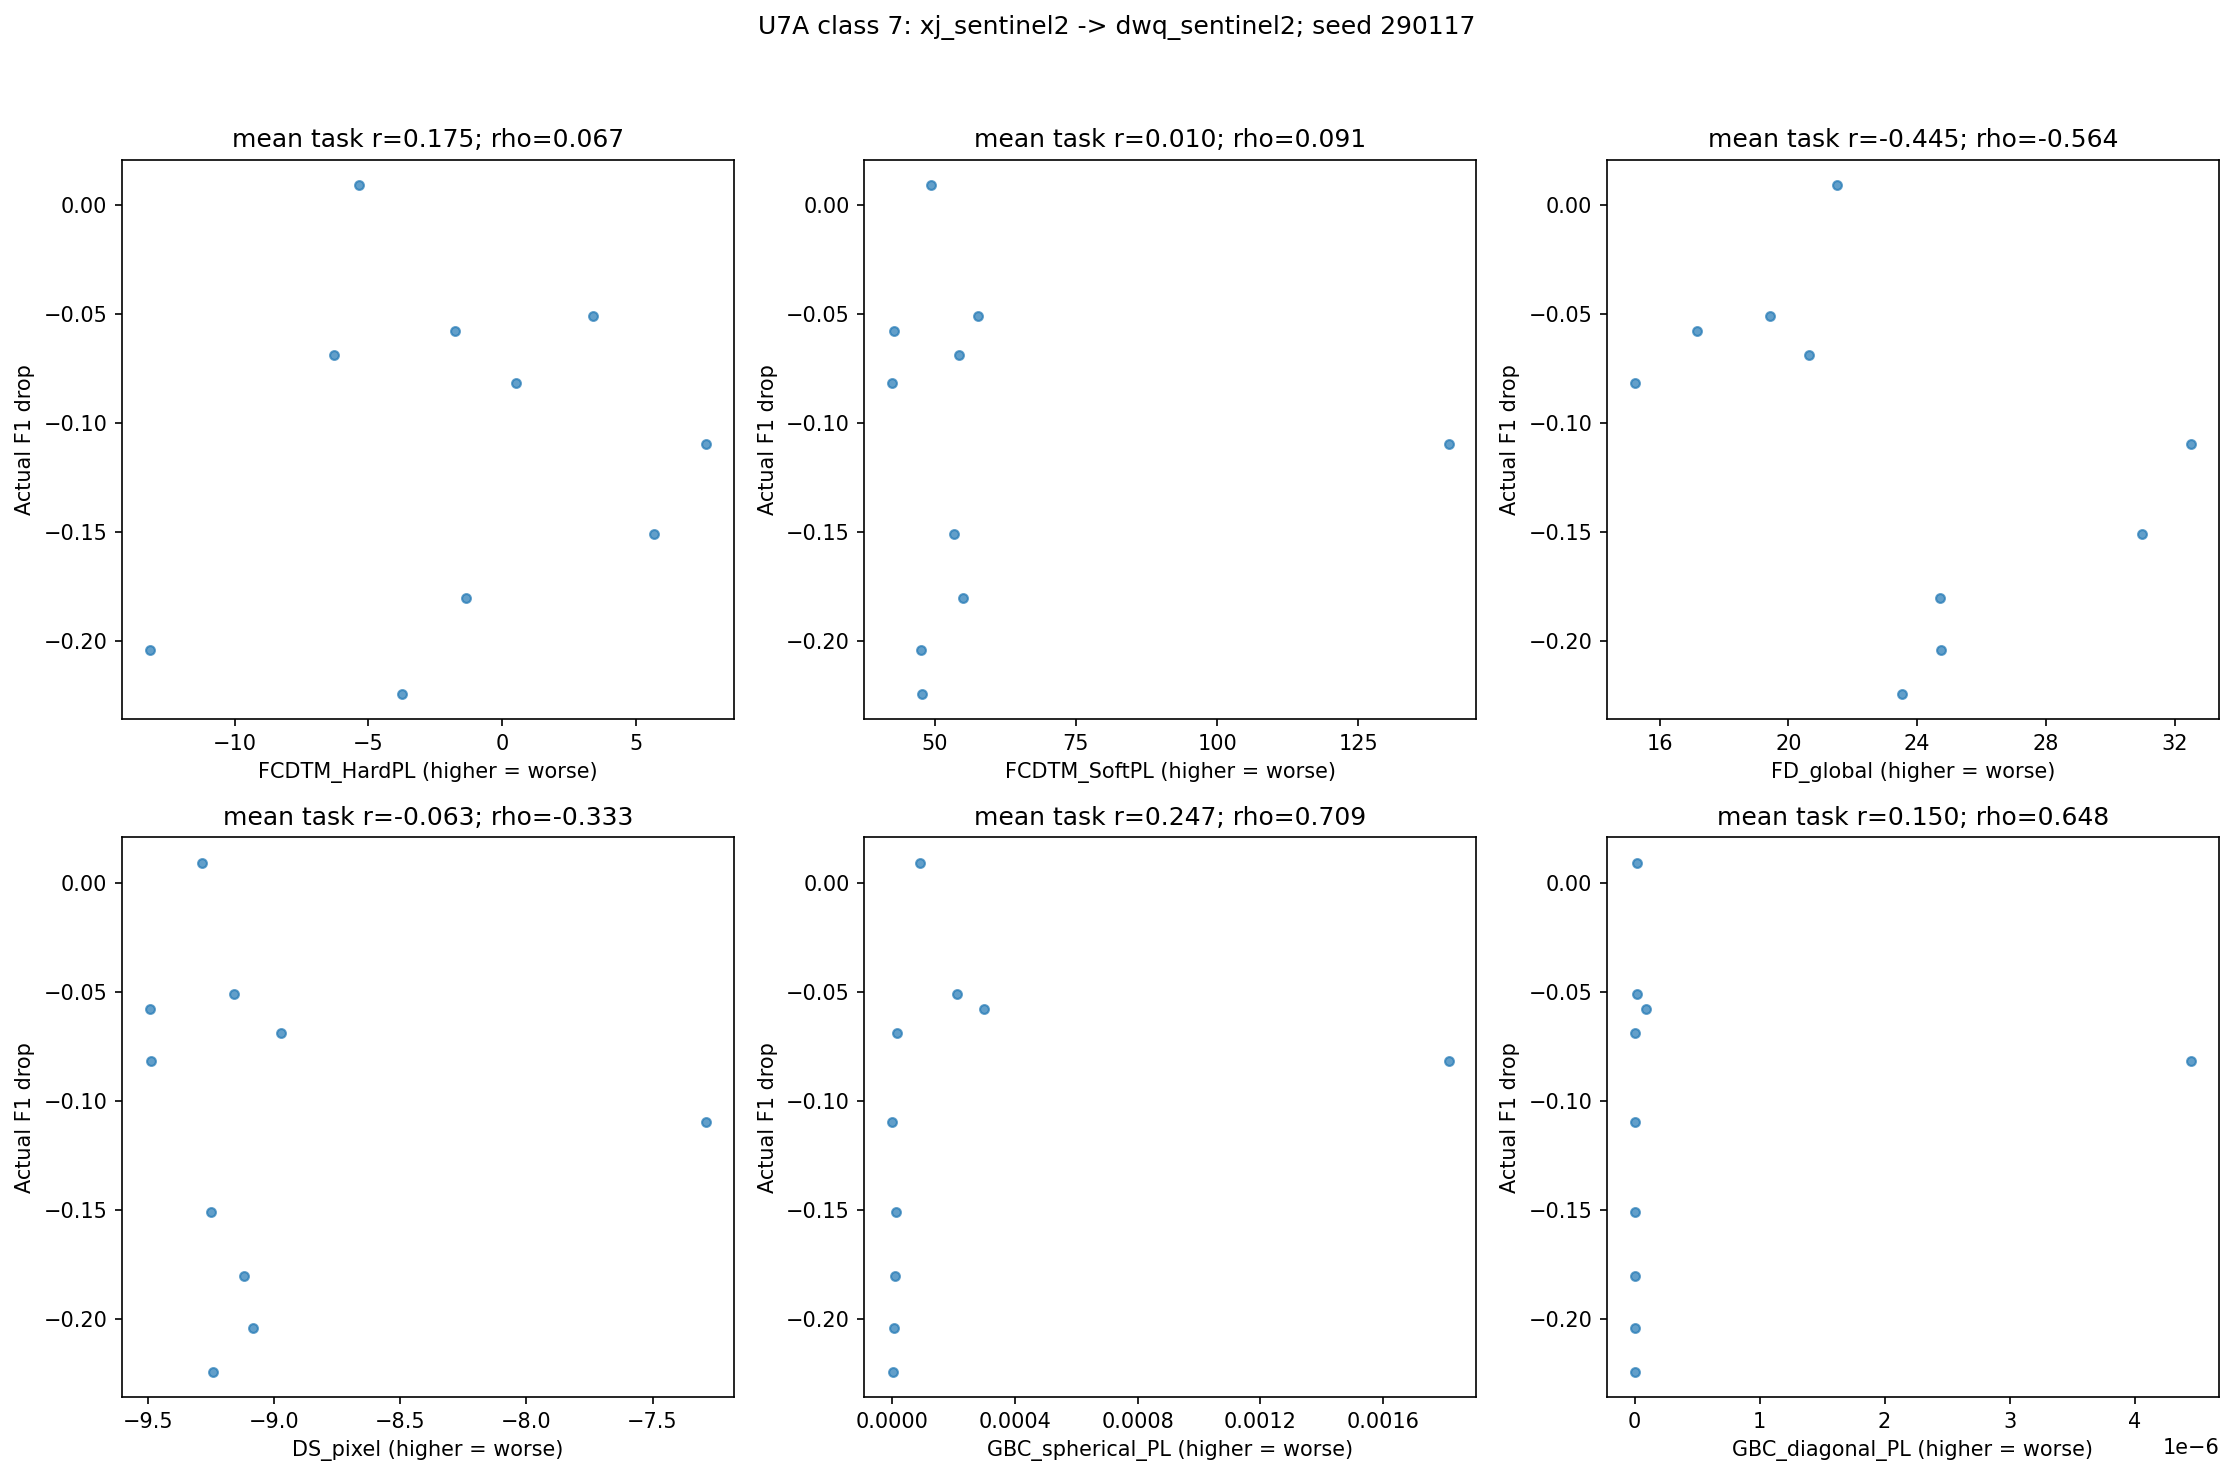 U7A class 7: xj_sentinel2 -> dwq_sentinel2; seed 290117
mean task r=0.175; rho=0.067
0.00
−0.05
−0.10
−0.15
−0.20
Actual F1 drop
−10
−5
0
5
FCDTM_HardPL (higher = worse)
mean task r=0.010; rho=0.091
0.00
−0.05
−0.10
−0.15
−0.20
Actual F1 drop
50
75
100
125
FCDTM_SoftPL (higher = worse)
mean task r=-0.445; rho=-0.564
0.00
−0.05
−0.10
−0.15
−0.20
Actual F1 drop
16
20
24
28
32
FD_global (higher = worse)
mean task r=-0.063; rho=-0.333
0.00
−0.05
−0.10
−0.15
−0.20
Actual F1 drop
−9.5
−9.0
−8.5
−8.0
−7.5
DS_pixel (higher = worse)
mean task r=0.247; rho=0.709
0.00
−0.05
−0.10
−0.15
−0.20
Actual F1 drop
0.0000
0.0004
0.0008
0.0012
0.0016
GBC_spherical_PL (higher = worse)
mean task r=0.150; rho=0.648
0.00
−0.05
−0.10
−0.15
−0.20
Actual F1 drop
0
1
2
3
4
1e−6
GBC_diagonal_PL (higher = worse)